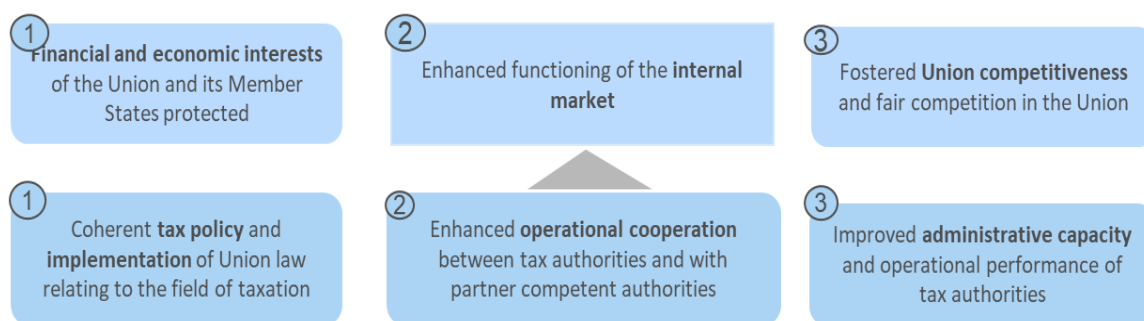 1
Financial and economic interests
of the Union and its Member
States protected
2
Enhanced functioning of the internal
market
3
Fostered Union competitiveness
and fair competition in the Union
1
Coherent tax policy and
implementation of Union law
relating to the field of taxation
2
Enhanced operational cooperation
between tax authorities and with
partner competent authorities
3
Improved administrative capacity
and operational performance of
tax authorities